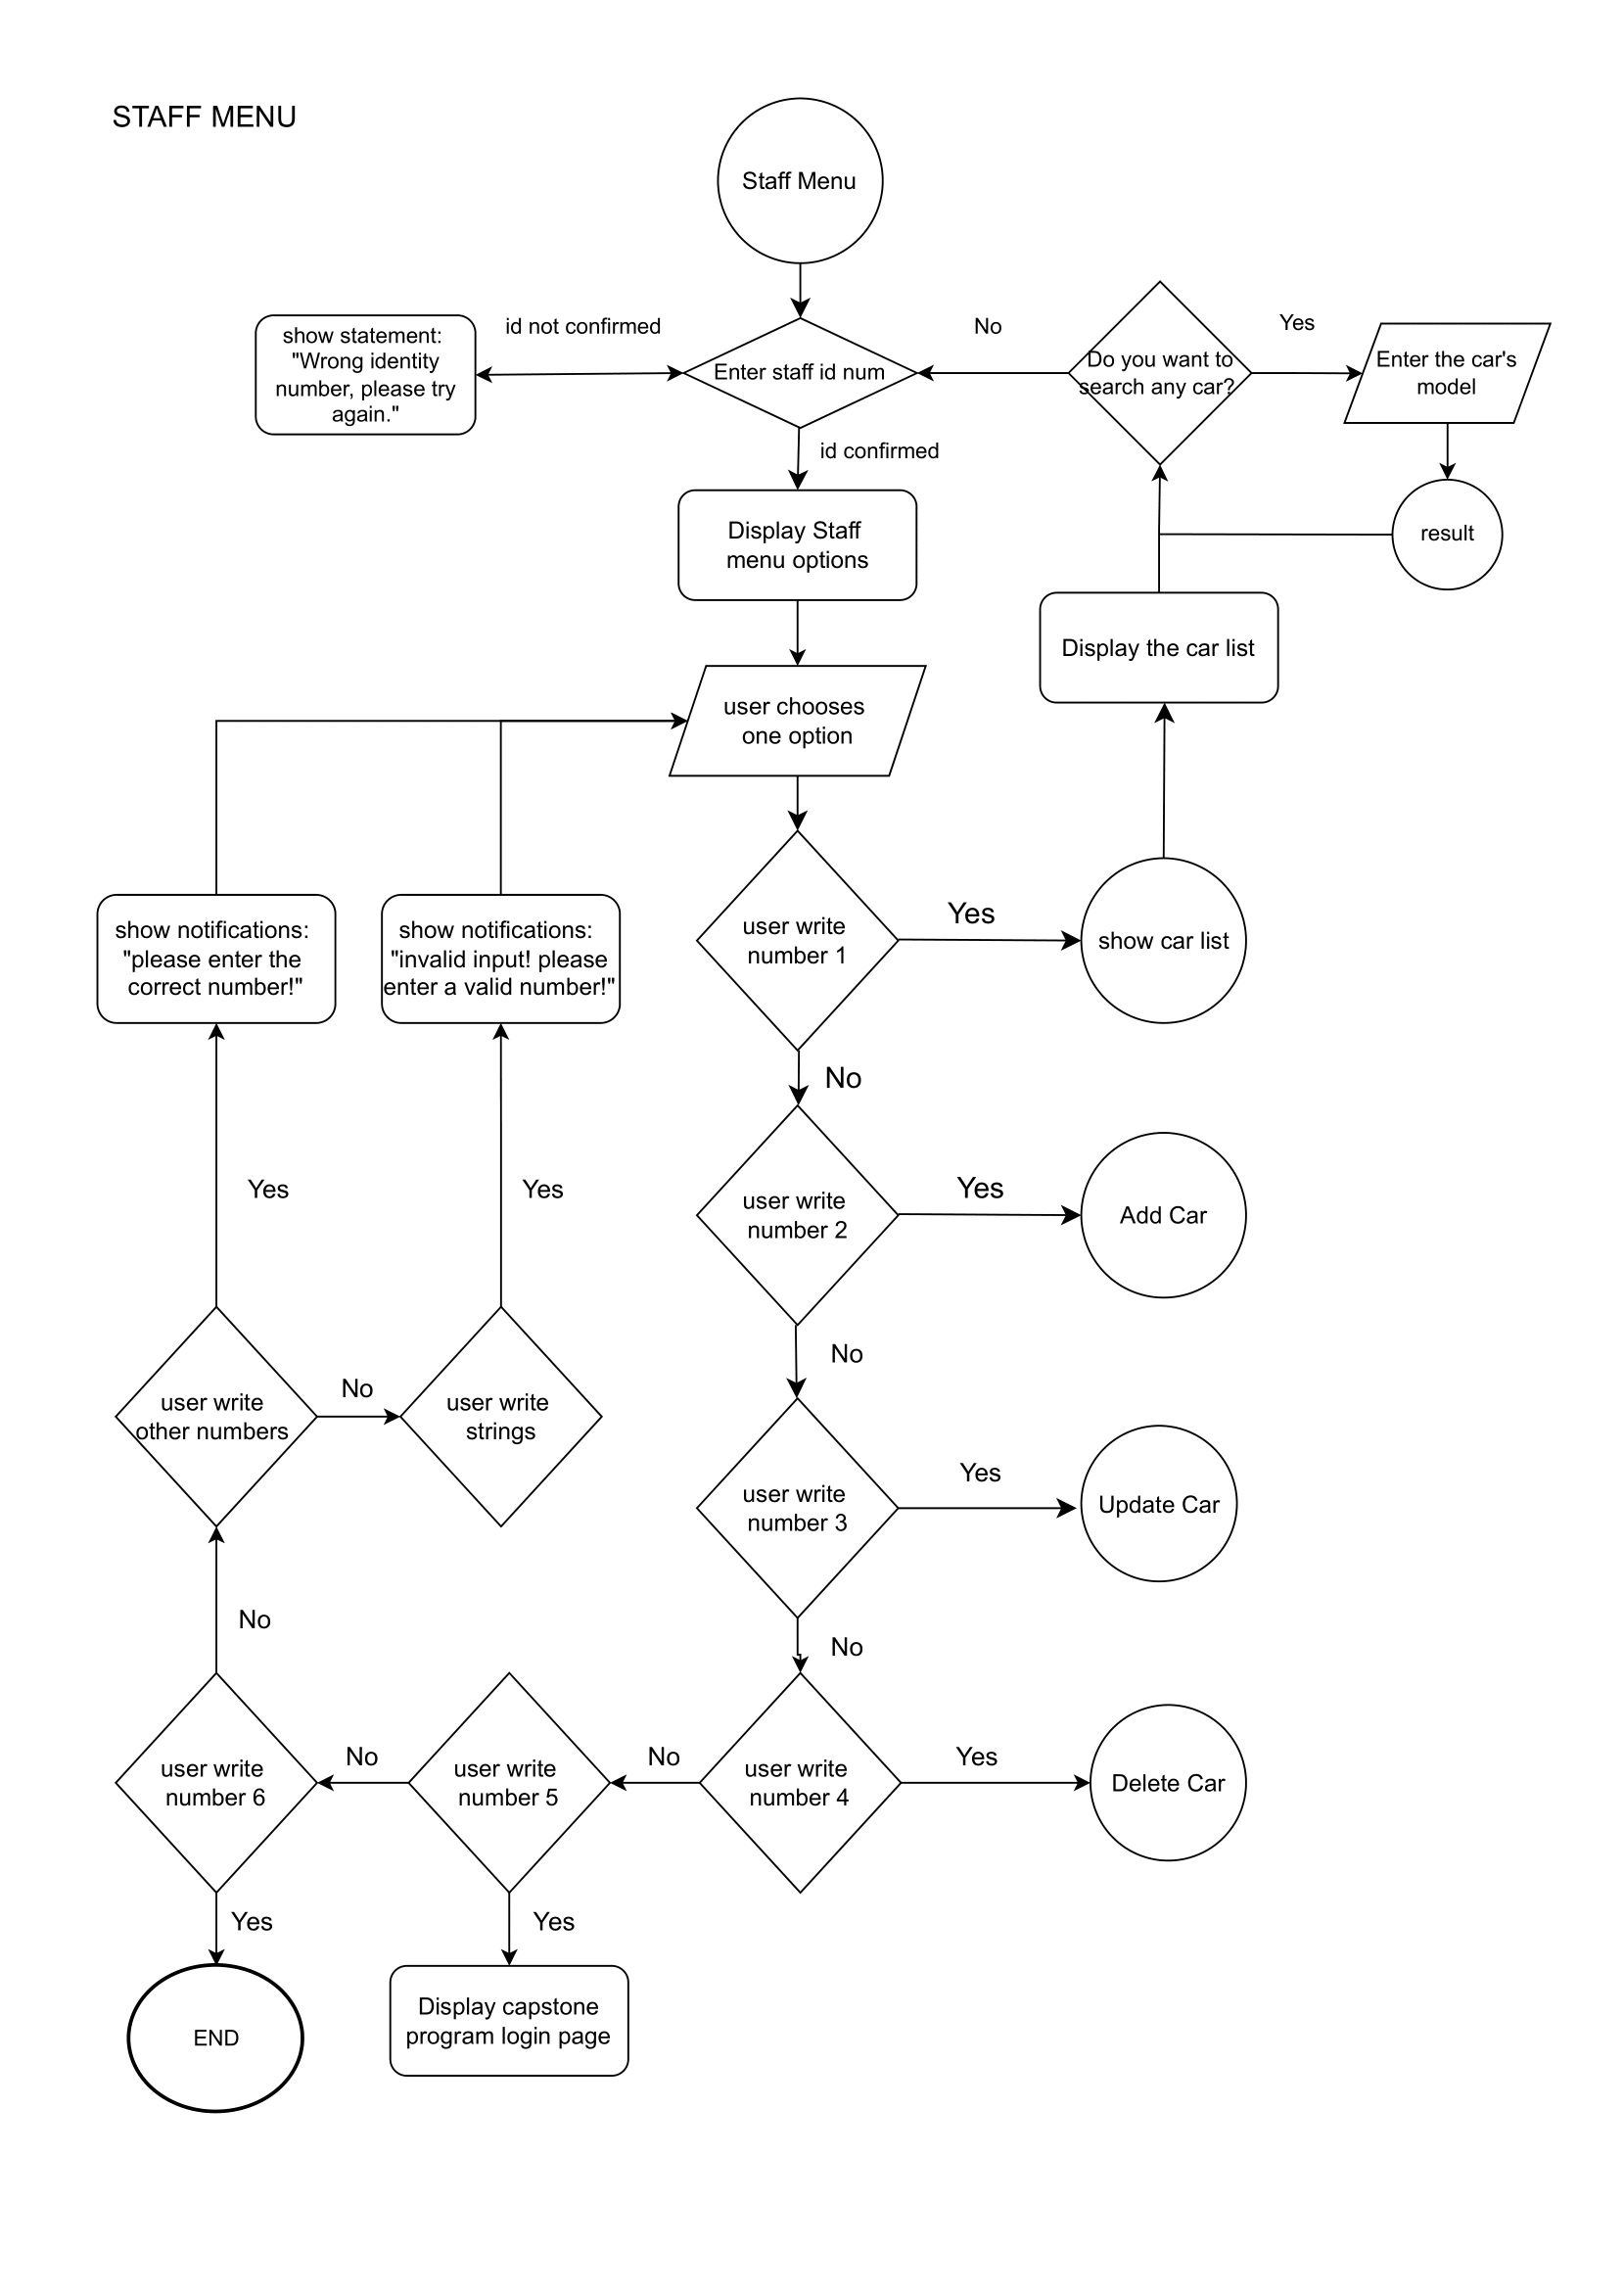 STAFF MENU
Staff Menu
id not confirmed
No
Yes
show statement:
"Wrong identity
number, please try
again."
Enter staff id num
Do you want to
search any car?
Enter the car's
model
id confirmed
Display Staff
menu options
result
Display the car list
user chooses
one option
show notifications:
"please enter the
correct number!"
show notifications:
"invalid input! please
enter a valid number!"
user write
number 1
Yes
show car list
No
Yes
Yes
user write
number 2
Yes
Add Car
No
user write
other numbers
No
user write
strings
user write
number 3
Yes
Update Car
No
No
user write
number 6
No
user write
number 5
No
user write
number 4
Yes
Delete Car
Yes
Yes
END
Display capstone
program login page